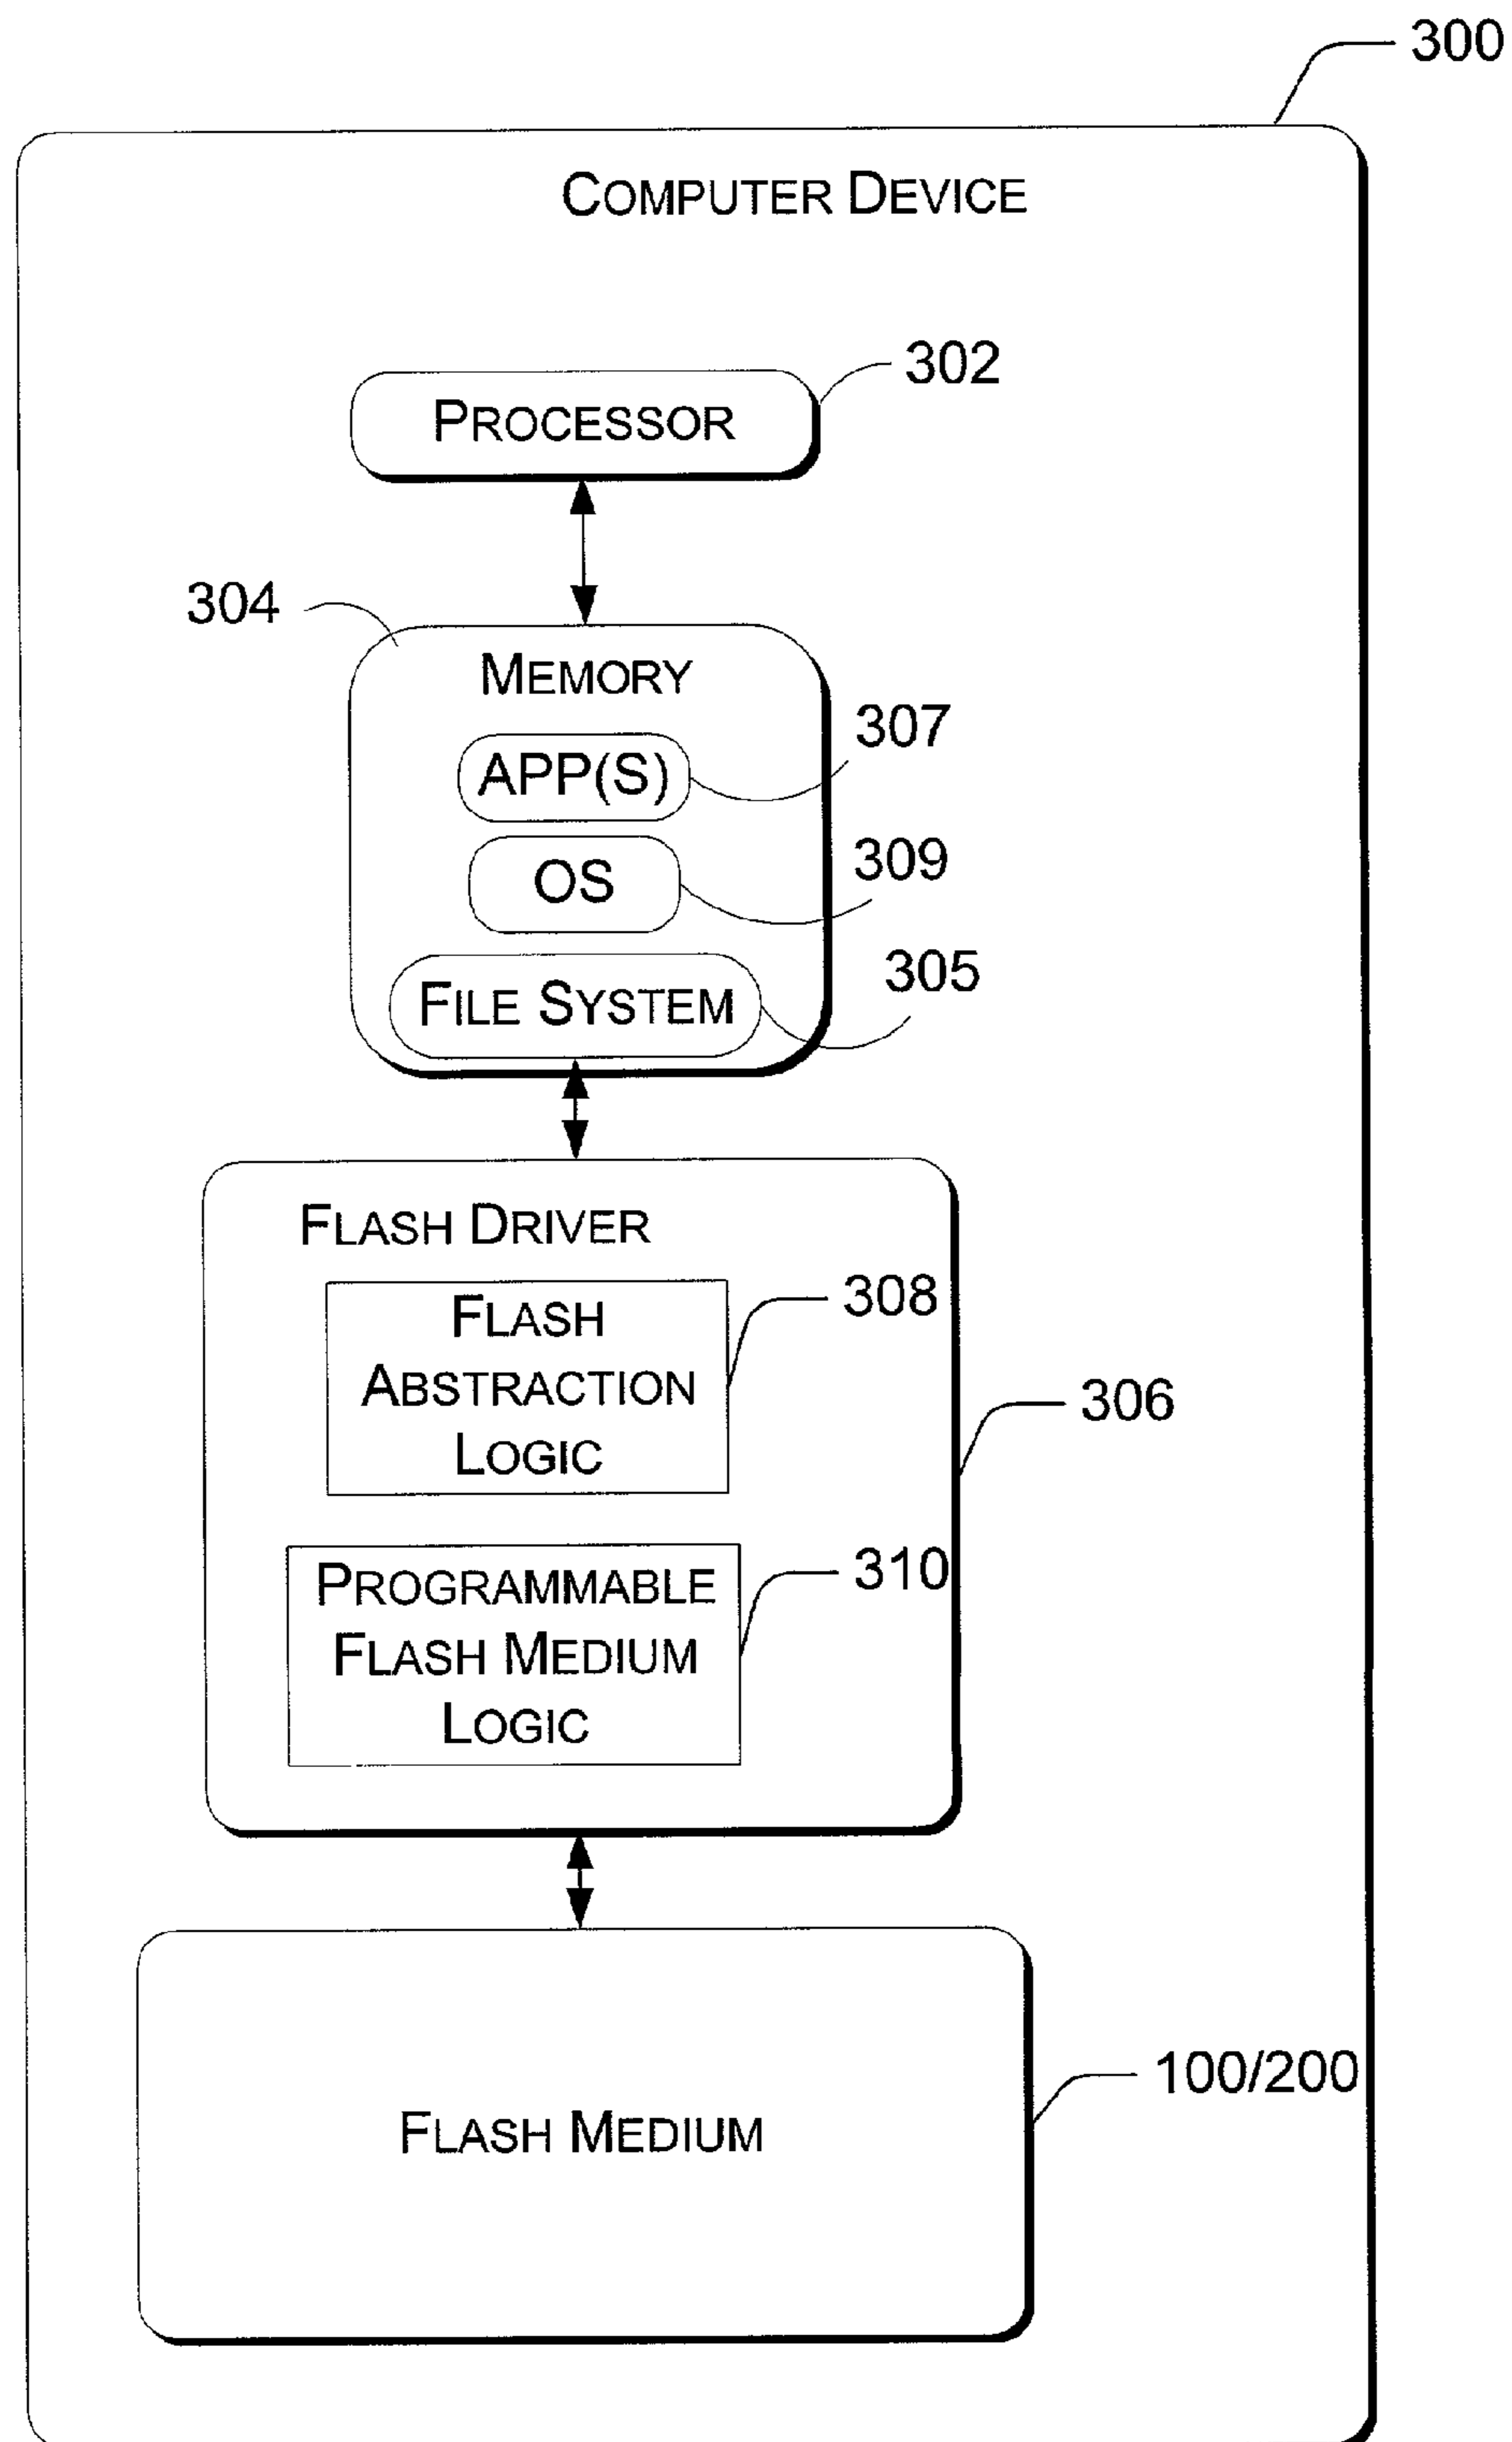 300
COMPUTER DEVICE
302
PROCESSOR
304
MEMORY
307
APP(S)
309
OS
305
FILE SYSTEM
FLASH DRIVER
308
FLASH
ABSTRACTION
LOGIC
306
310
PROGRAMMABLE
FLASH MEDIUM
LOGIC
100/200
FLASH MEDIUM